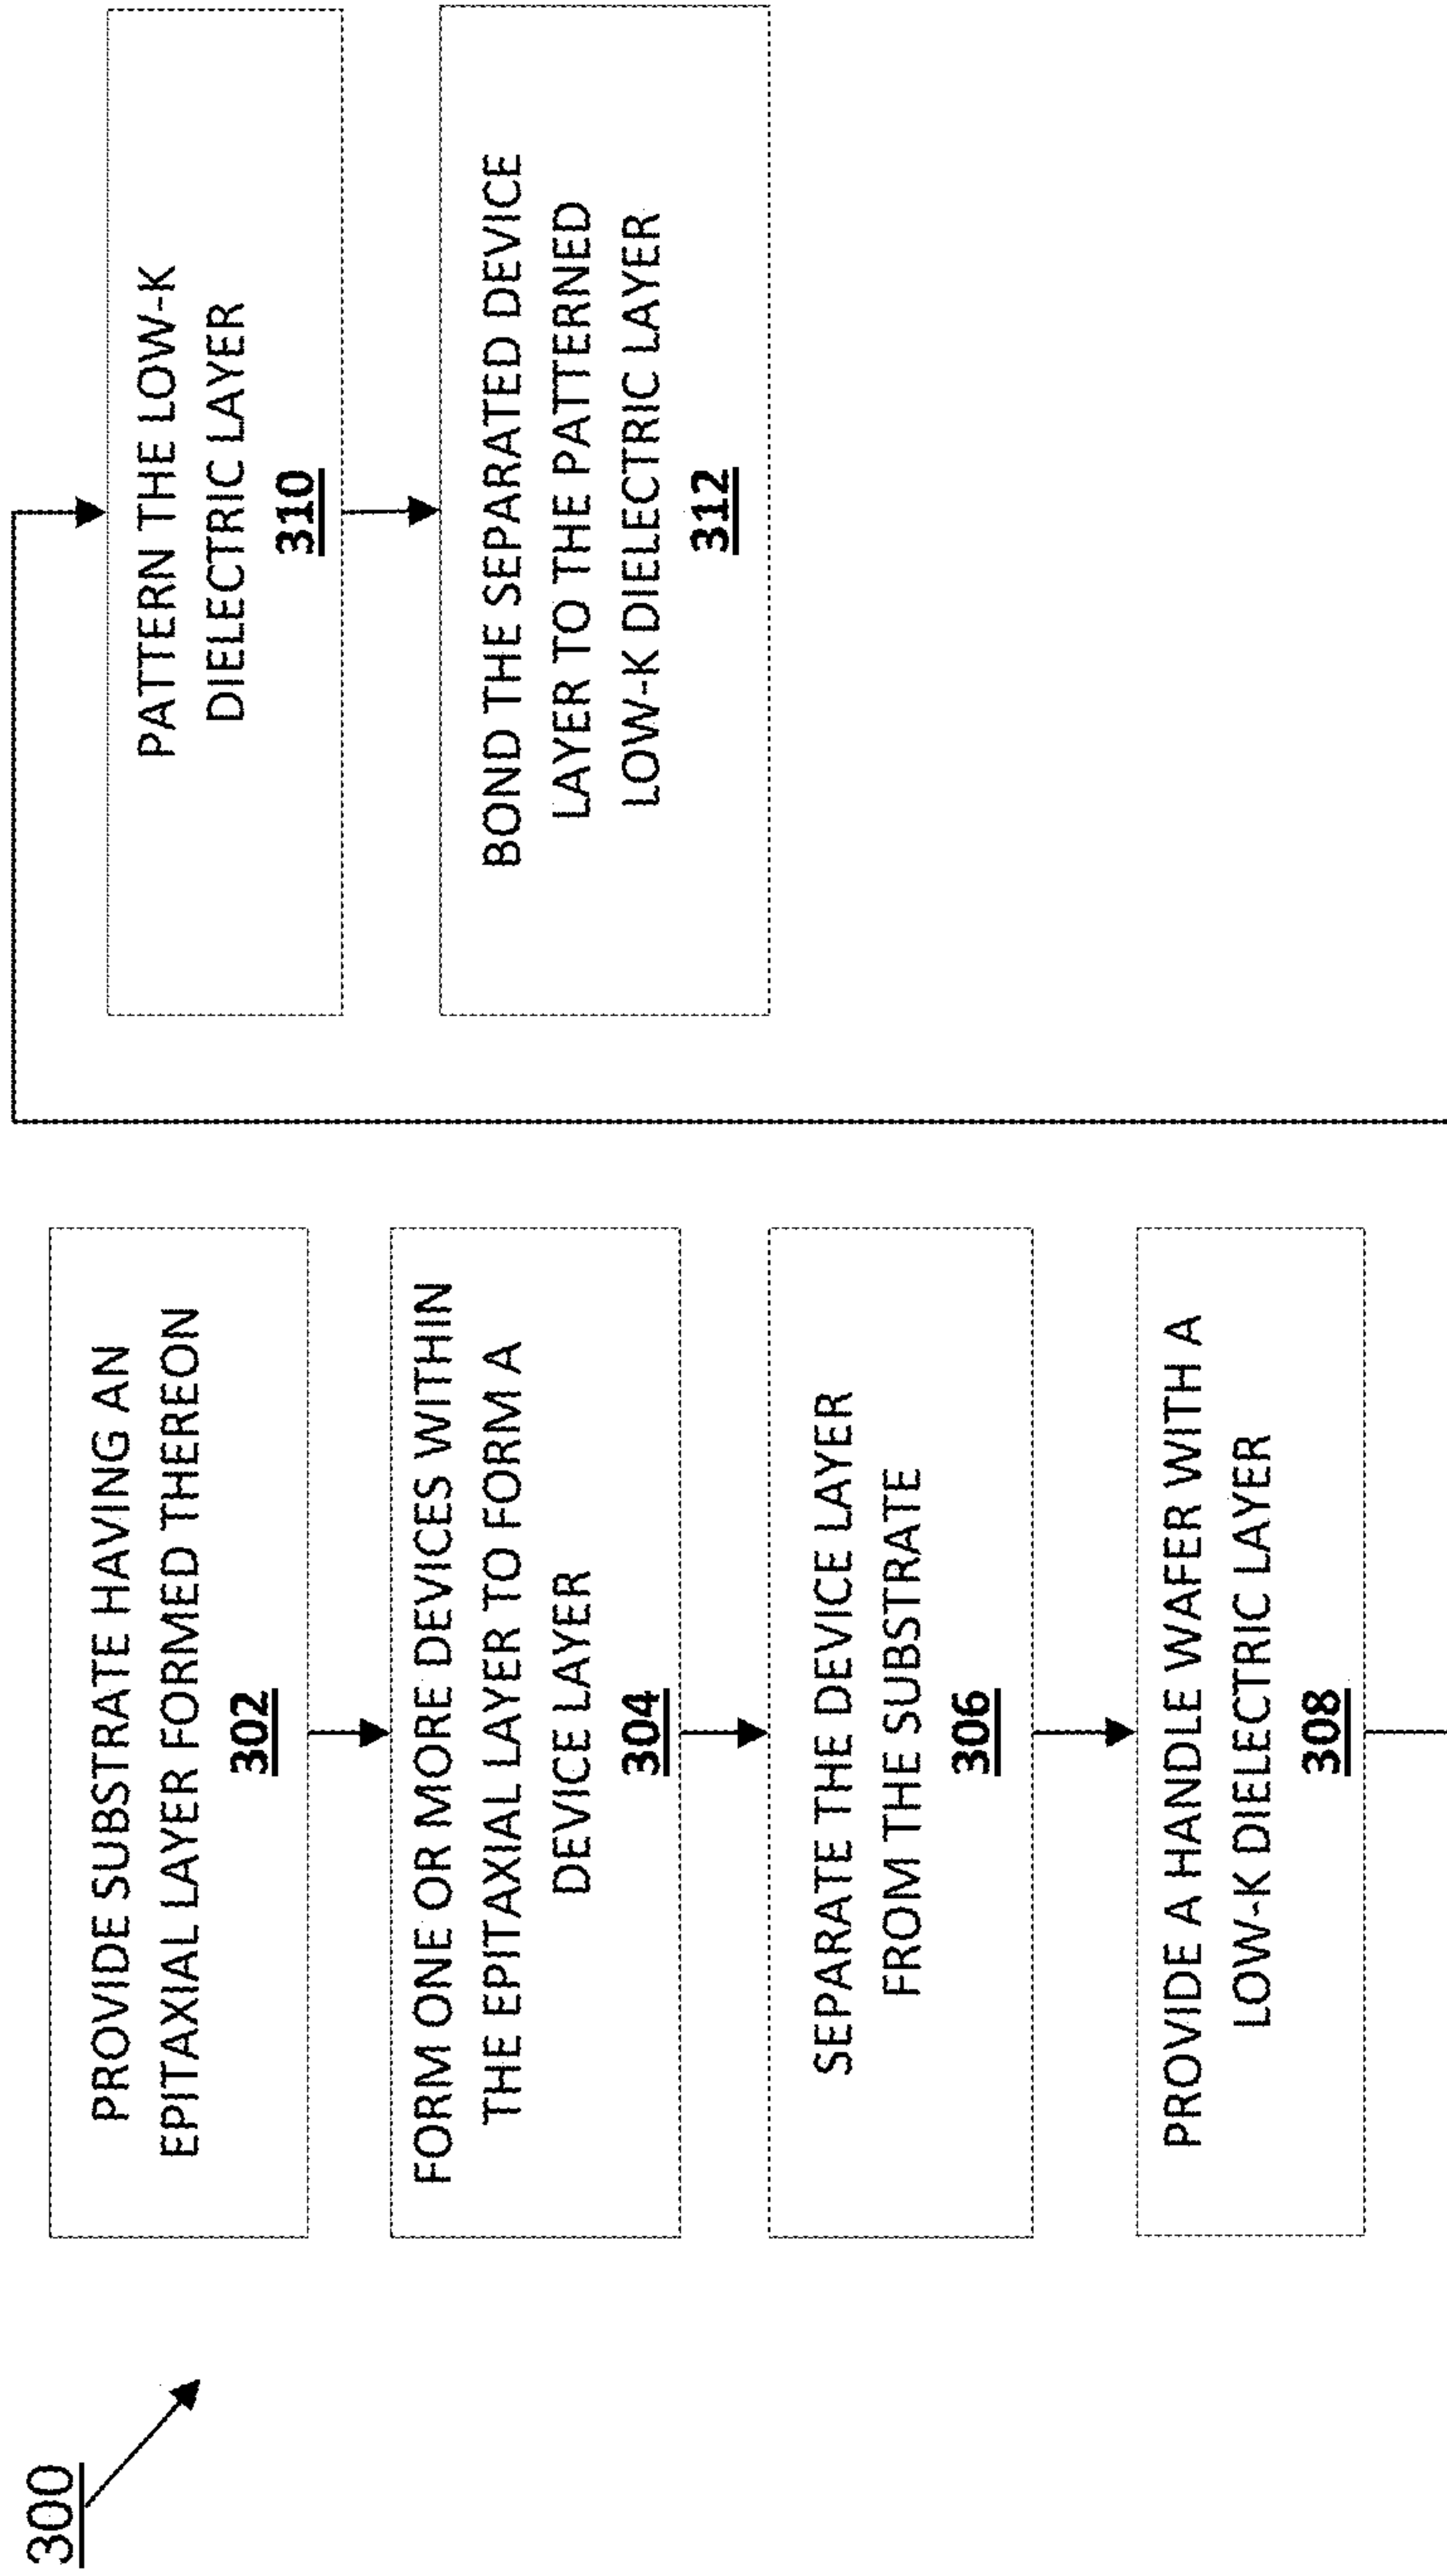 300
PROVIDE SUBSTRATE HAVING AN
EPITAXIAL LAYER FORMED THEREON
302
FORM ONE OR MORE DEVICES WITHIN
THE EPITAXIAL LAYER TO FORM A
DEVICE LAYER
304
SEPARATE THE DEVICE LAYER
FROM THE SUBSTRATE
306
PROVIDE A HANDLE WAFER WITH A
LOW-K DIELECTRIC LAYER
308
PATTERN THE LOW-K
DIELECTRIC LAYER
310
BOND THE SEPARATED DEVICE
LAYER TO THE PATTERNED
LOW-K DIELECTRIC LAYER
312